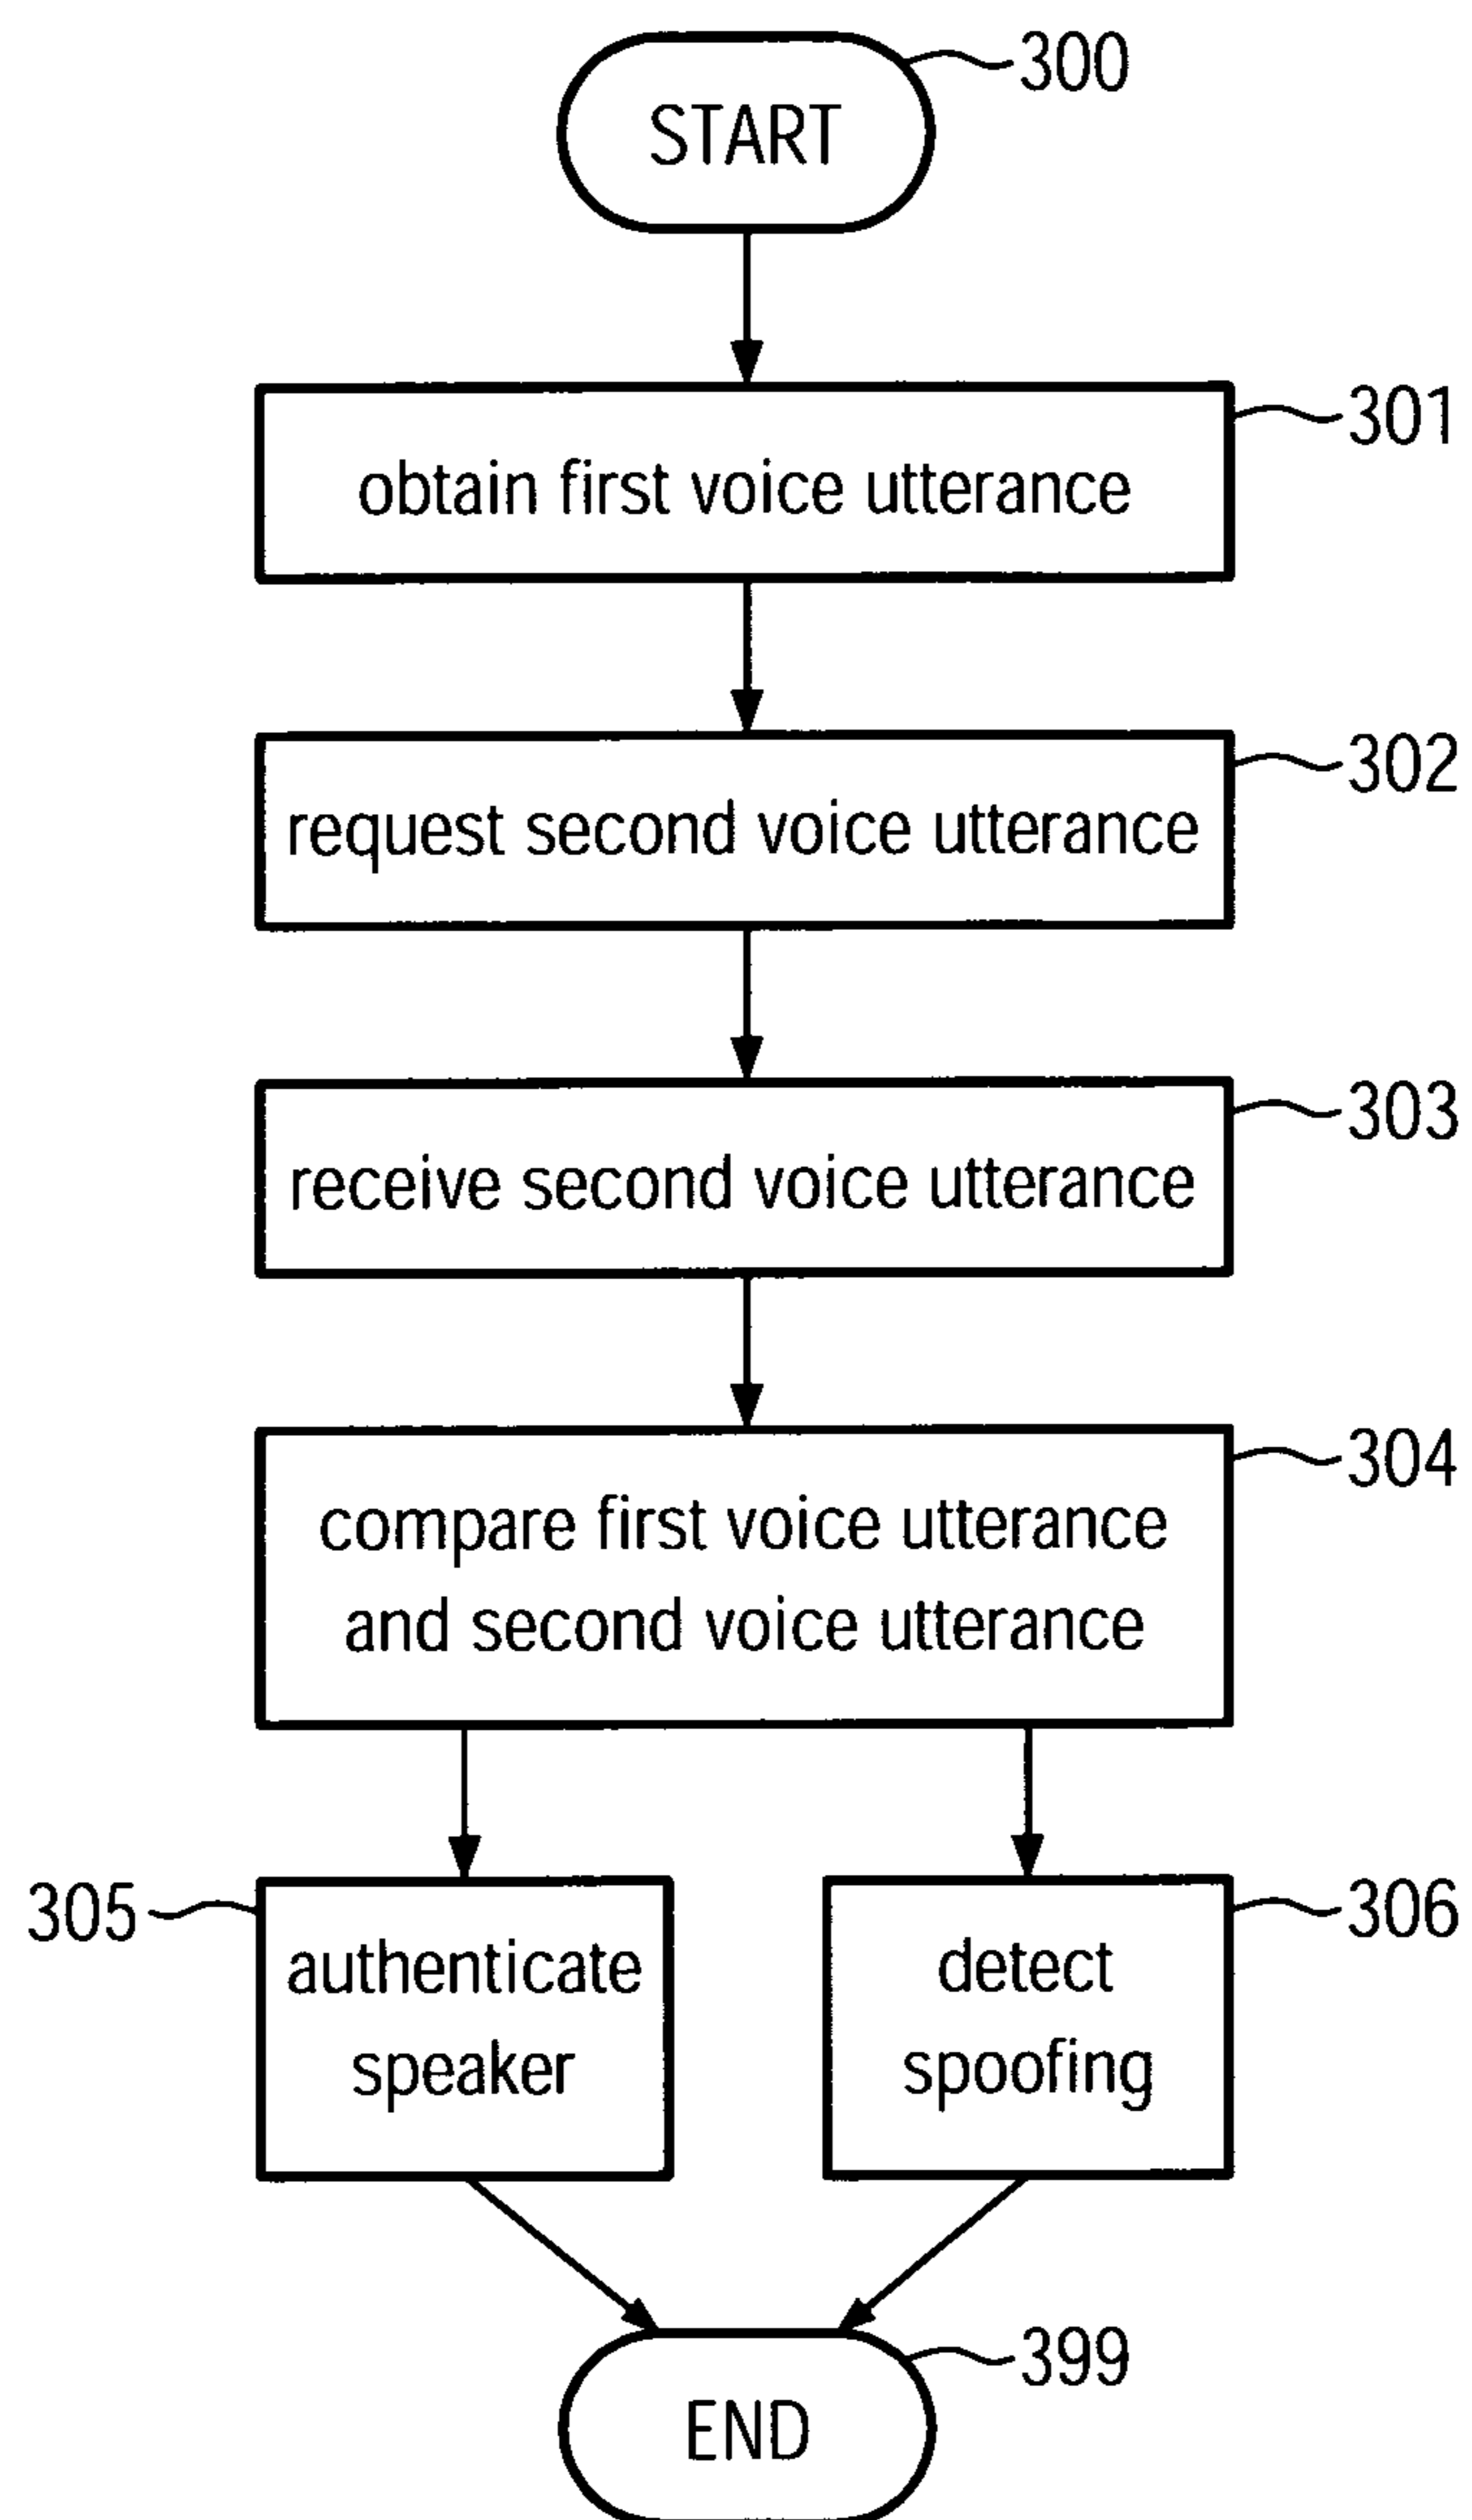 300
START
301
obtain first voice utterance
302
request second voice utterance
303
receive second voice utterance
304
compare first voice utterance
and second voice utterance
305
authenticate
speaker
306
detect
spoofing
399
END